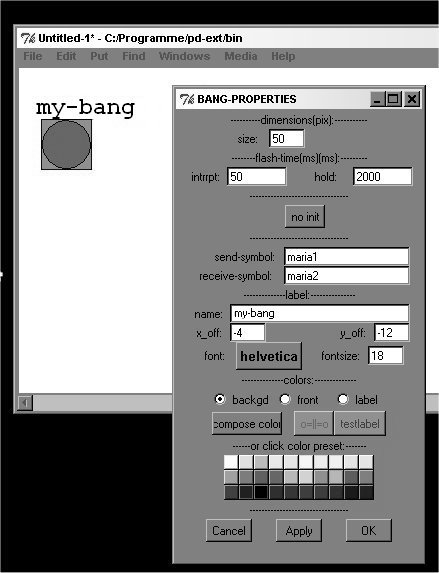 Untitled-1* - C:/Programme/pd-ext/bin
File Edit Put Find Windows Media Help
my-bang
BANG-PROPERTIES
----------dimensions(pix):-----------
size: 50
--------flash-time(ms)(ms):---------
intrrpt: 50 hold: 2000
no init
send-symbol: maria1
receive-symbol: maria2
--------------label:--------------
name: my-bang
x_off: -4 y_off: -12
font: helvetica fontsize: 18
--------------colors:--------------
backgd front label
compose color o=||=o testlabel
------or click color preset:-------
Cancel Apply OK